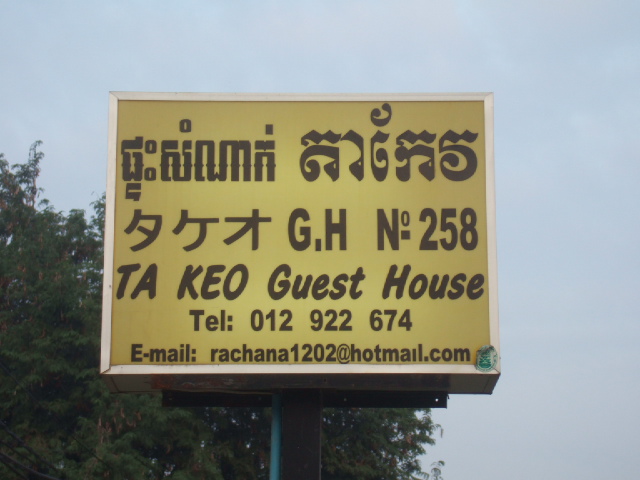 ផ្ទះសំណាក់ តាកែវ
タケオ G.H Nº 258
TA KEO Guest House
Tel: 012 922 674
E-mail: rachana1202@hotmail.com